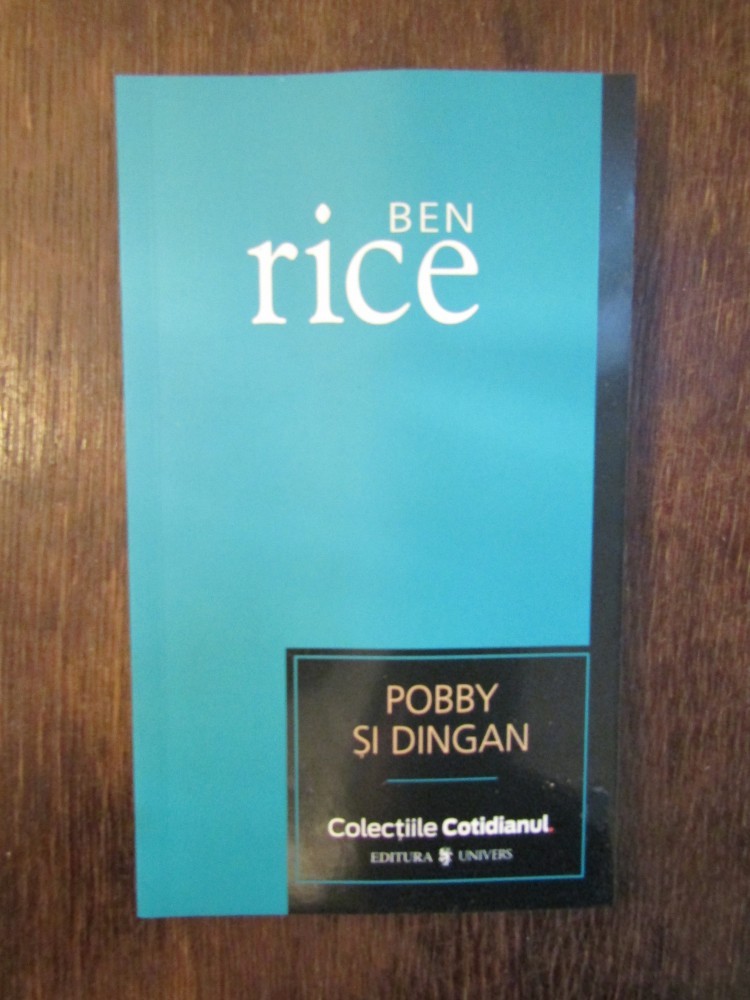 BEN
rice
POBBY
ȘI DINGAN
Colecțiile Cotidianul.
EDITURA UNIVERS